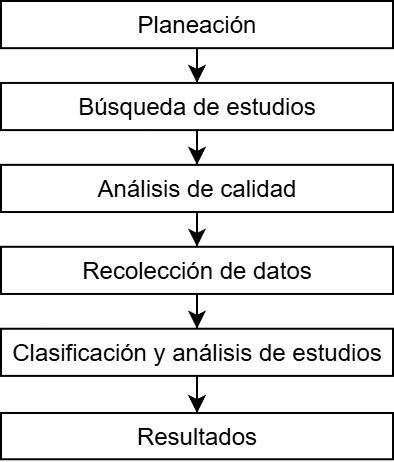 Planeación
Búsqueda de estudios
Análisis de calidad
Recolección de datos
Clasificación y análisis de estudios
Resultados